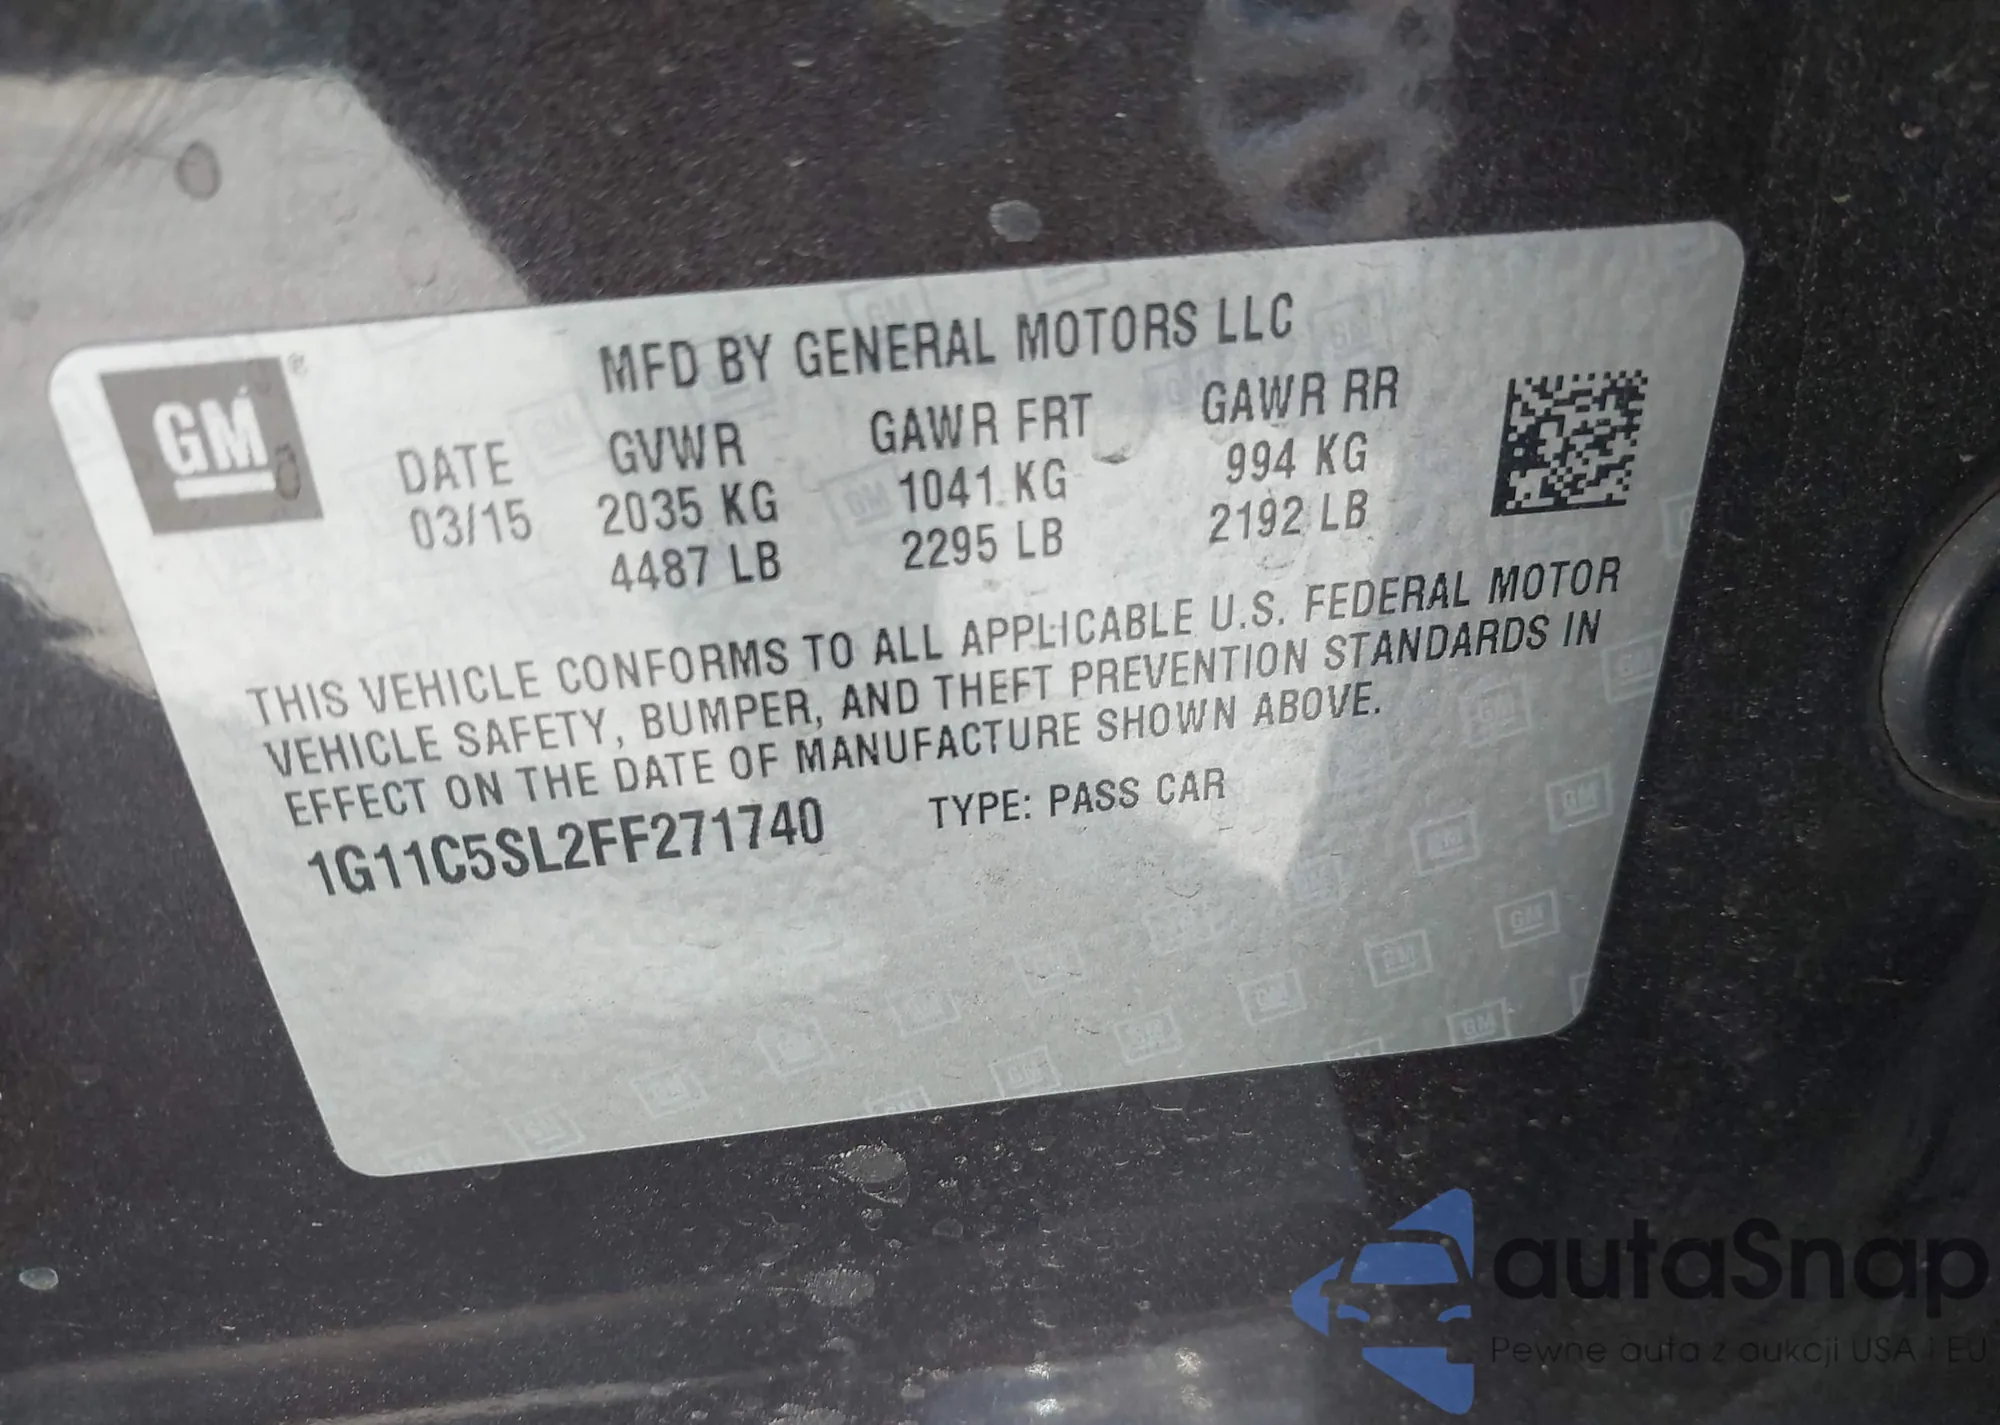 GM®
MFD BY GENERAL MOTORS LLC
DATE GVWR GAWR FRT GAWR RR
03/15 2035 KG 1041 KG 994 KG
4487 LB 2295 LB 2192 LB
THIS VEHICLE CONFORMS TO ALL APPLICABLE U.S. FEDERAL MOTOR
VEHICLE SAFETY, BUMPER, AND THEFT PREVENTION STANDARDS IN
EFFECT ON THE DATE OF MANUFACTURE SHOWN ABOVE.
1G11C5SL2FF271740 TYPE: PASS CAR
autaSnap
Pewne auta z aukcji USA i EU